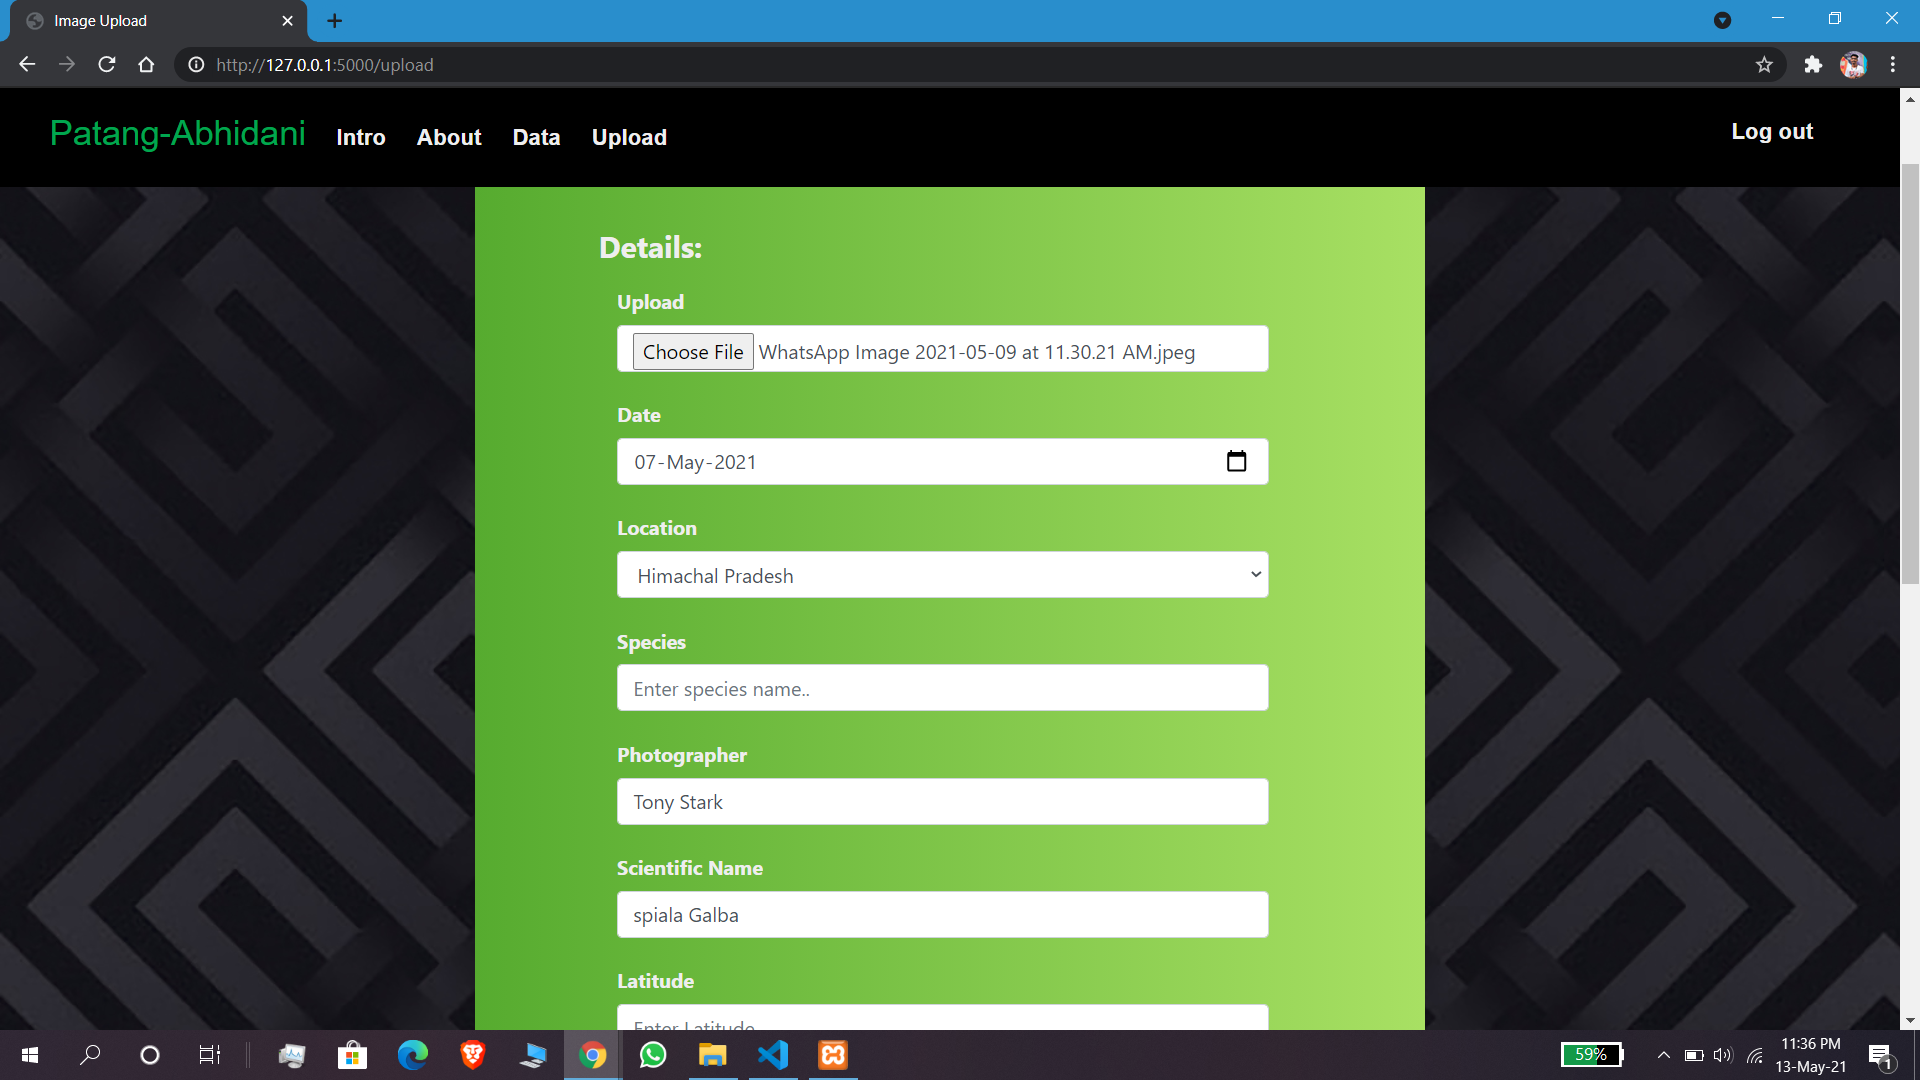 Image Upload
http://127.0.0.1:5000/upload
Patang-Abhidani Intro About Data Upload Log out
Details:
Upload
Choose File WhatsApp Image 2021-05-09 at 11.30.21 AM.jpeg
Date
07-May-2021
Location
Himachal Pradesh
Species
Enter species name..
Photographer
Tony Stark
Scientific Name
spiala Galba
Latitude
Enter Latitude
59%
11:36 PM
13-May-21
1